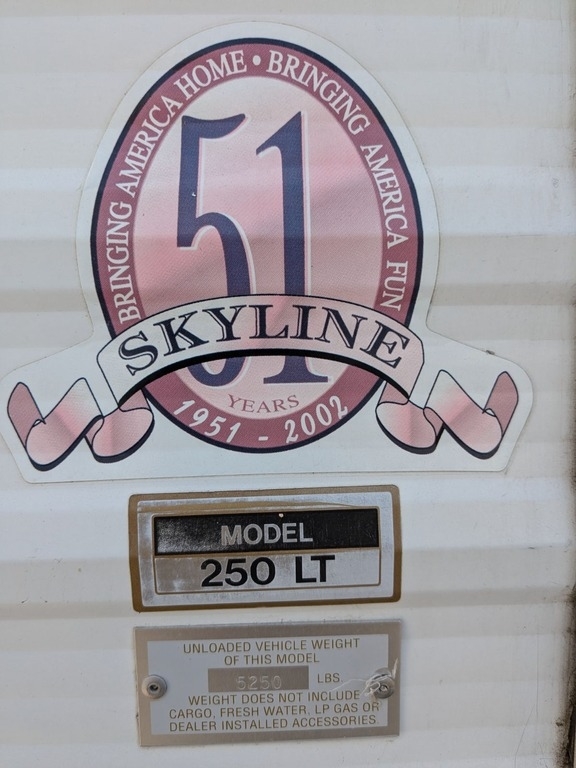 BRINGING AMERICA HOME • BRINGING AMERICA FUN
51
SKYLINE
YEARS
1951 - 2002
MODEL
250 LT
UNLOADED VEHICLE WEIGHT
OF THIS MODEL
5250 LBS
WEIGHT DOES NOT INCLUDE
CARGO, FRESH WATER, LP GAS OR
DEALER INSTALLED ACCESSORIES